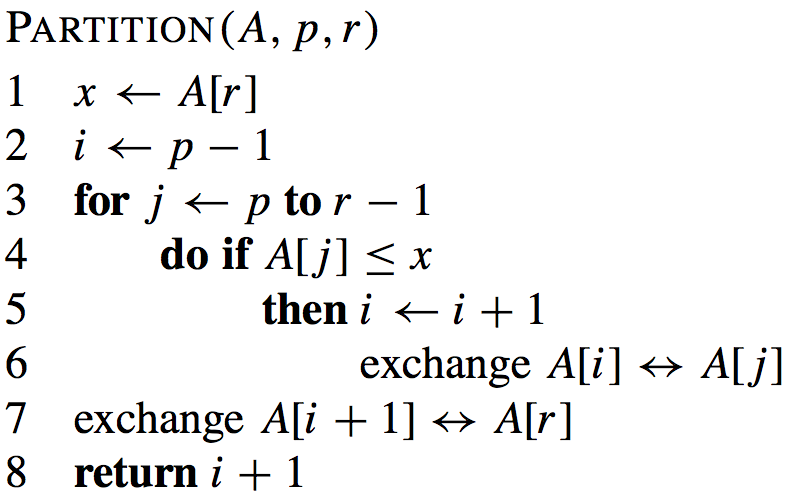 PARTITION(A, p, r)
1 x ← A[r]
2 i ← p − 1
3 for j ← p to r − 1
4 do if A[j] ≤ x
5 then i ← i + 1
6 exchange A[i] ↔ A[j]
7 exchange A[i + 1] ↔ A[r]
8 return i + 1